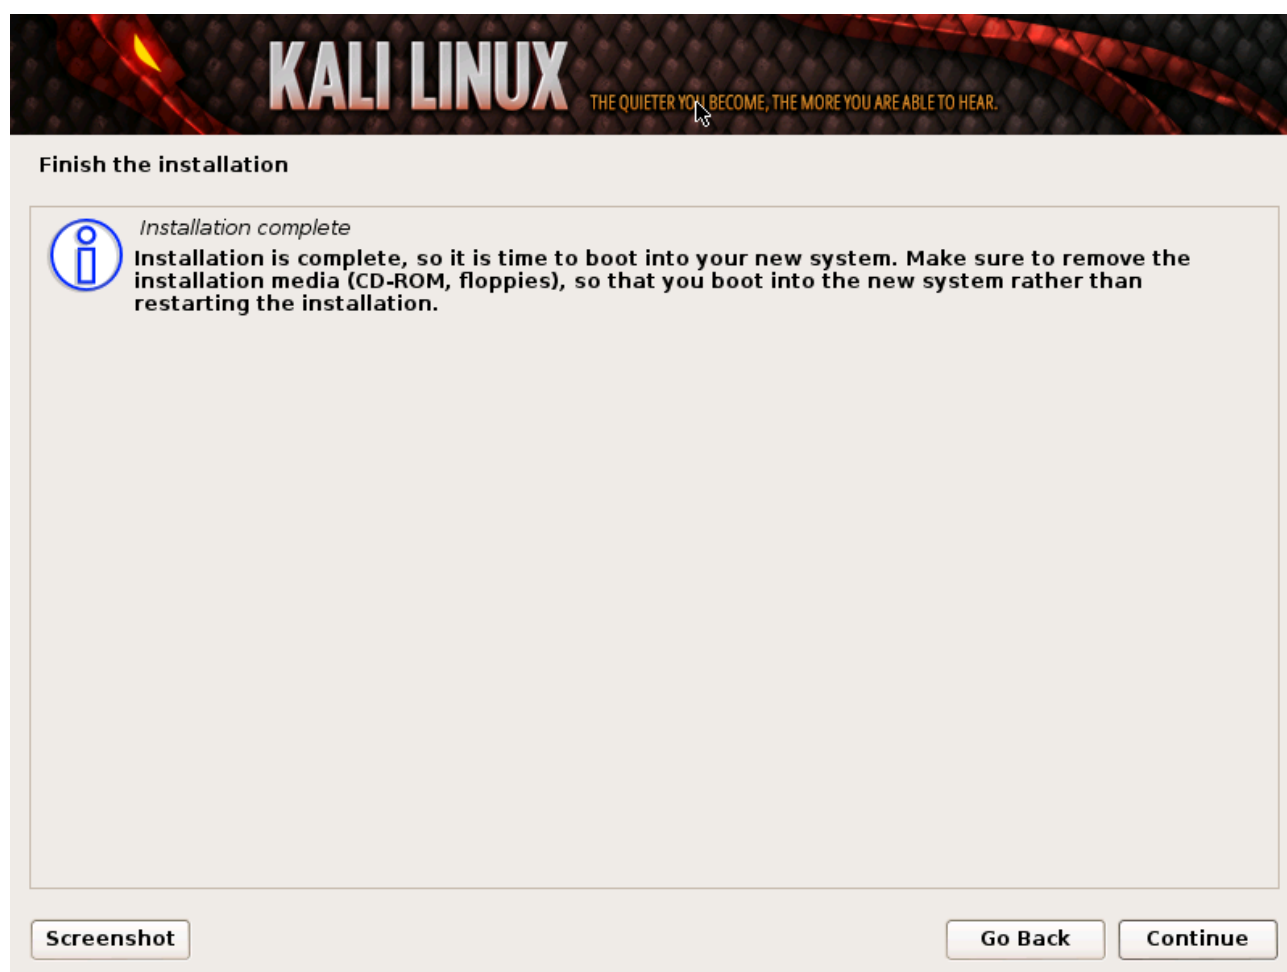 KALI LINUX
THE QUIETER YOU BECOME, THE MORE YOU ARE ABLE TO HEAR.
Finish the installation
Installation complete
Installation is complete, so it is time to boot into your new system. Make sure to remove the
installation media (CD-ROM, floppies), so that you boot into the new system rather than
restarting the installation.
Screenshot
Go Back
Continue